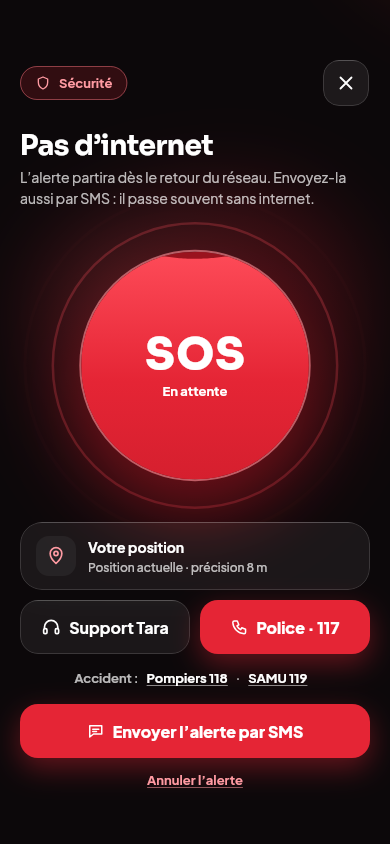 Sécurité
Pas d’internet
L’alerte partira dès le retour du réseau. Envoyez-la
aussi par SMS : il passe souvent sans internet.
SOS
En attente
Votre position
Position actuelle · précision 8 m
Support Tara
Police · 117
Accident : Pompiers 118 · SAMU 119
Envoyer l’alerte par SMS
Annuler l’alerte